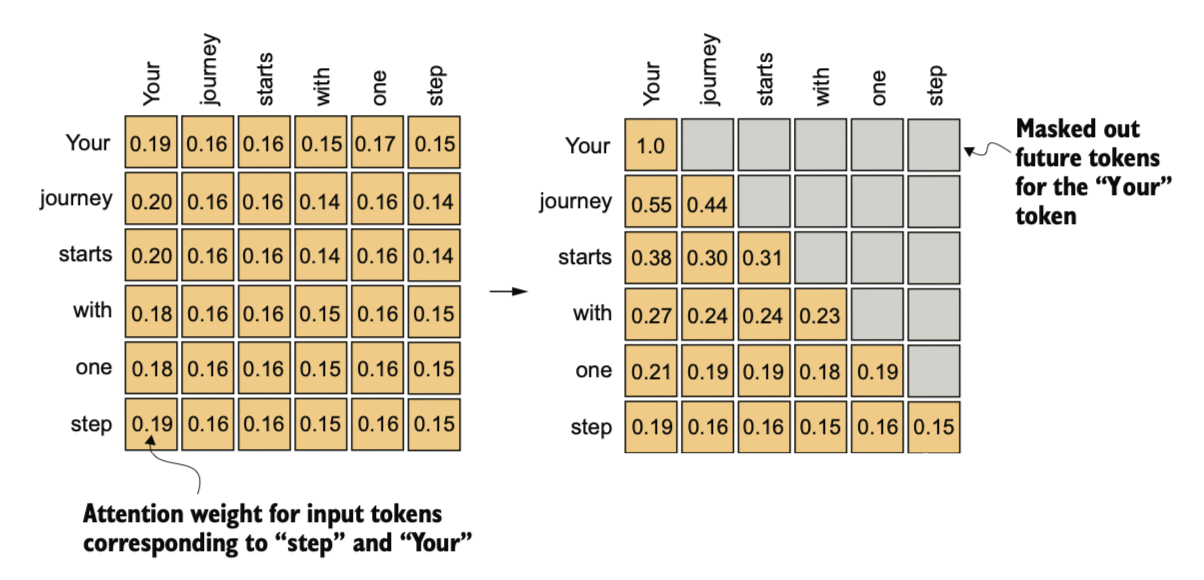 Your journey starts with one step
Your 0.19 0.16 0.16 0.15 0.17 0.15
journey 0.20 0.16 0.16 0.14 0.16 0.14
starts 0.20 0.16 0.16 0.14 0.16 0.14
with 0.18 0.16 0.16 0.15 0.16 0.15
one 0.18 0.16 0.16 0.15 0.16 0.15
step 0.19 0.16 0.16 0.15 0.16 0.15
Attention weight for input tokens
corresponding to “step” and “Your”
Your journey starts with one step
Your 1.0
journey 0.55 0.44
starts 0.38 0.30 0.31
with 0.27 0.24 0.24 0.23
one 0.21 0.19 0.19 0.18 0.19
step 0.19 0.16 0.16 0.15 0.16 0.15
Masked out
future tokens
for the “Your”
token